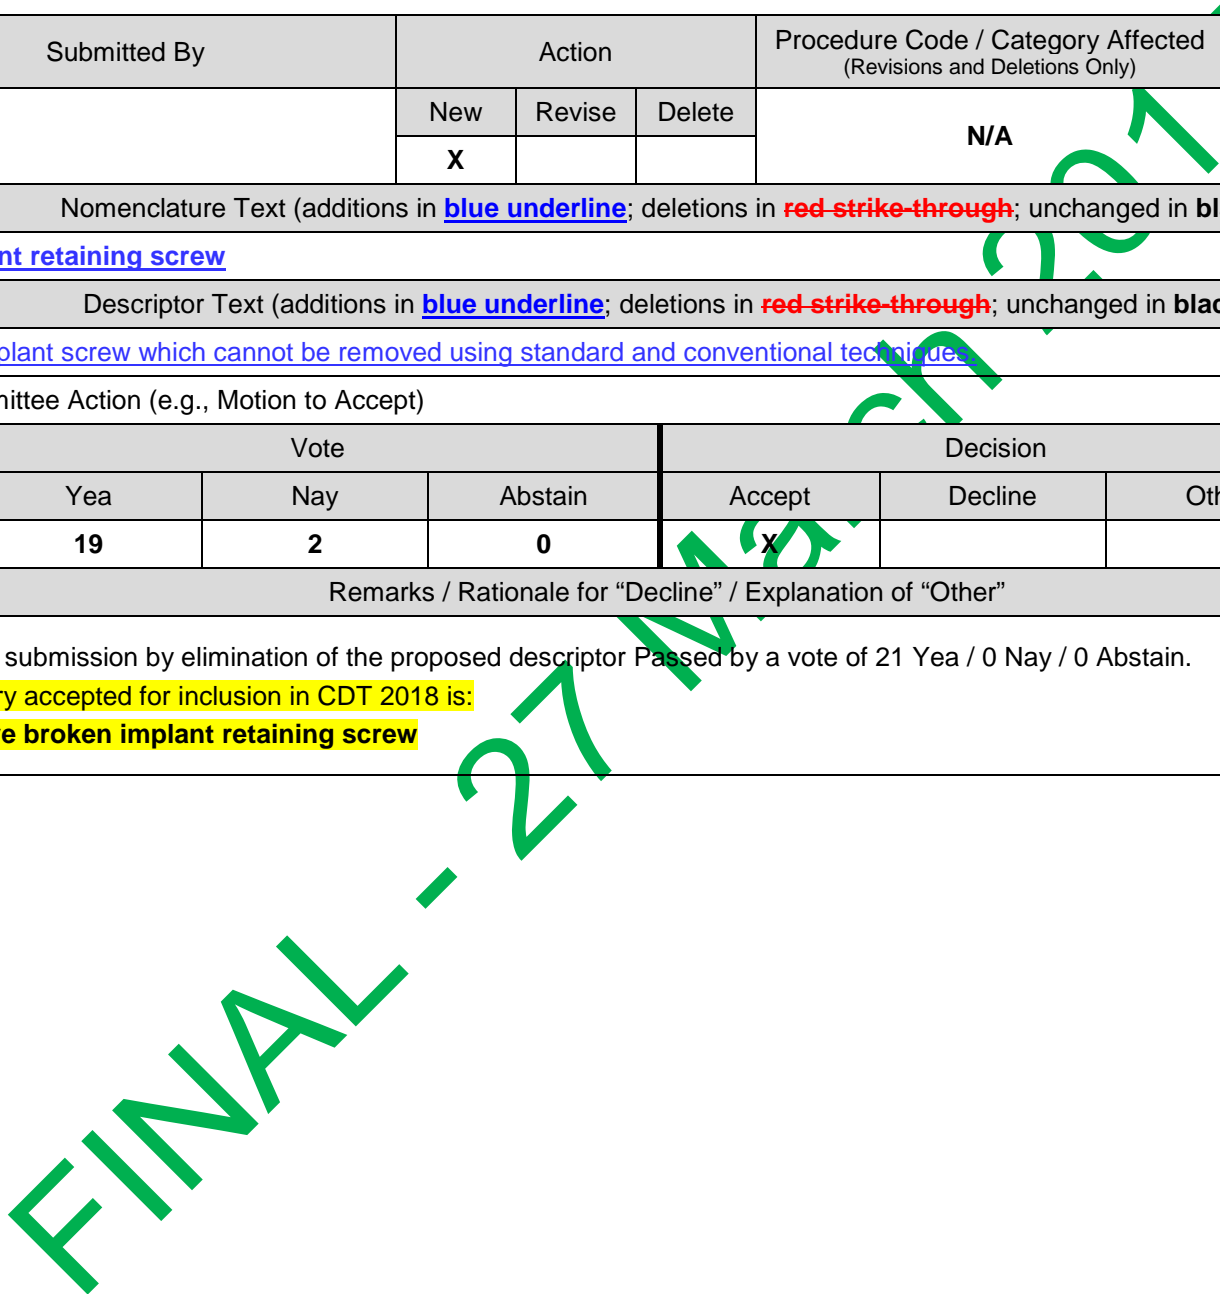 Submitted By Action Procedure Code / Category Affected
(Revisions and Deletions Only)
New Revise Delete N/A
X
Nomenclature Text (additions in blue underline; deletions in red strike-through; unchanged in bl
nt retaining screw
Descriptor Text (additions in blue underline; deletions in red strike-through; unchanged in blac
plant screw which cannot be removed using standard and conventional techniques.
mittee Action (e.g., Motion to Accept)
Vote Decision
Yea Nay Abstain Accept Decline Oth
19 2 0 X
Remarks / Rationale for “Decline” / Explanation of “Other”
submission by elimination of the proposed descriptor Passed by a vote of 21 Yea / 0 Nay / 0 Abstain.
ry accepted for inclusion in CDT 2018 is:
e broken implant retaining screw
FINAL - 27 March 201